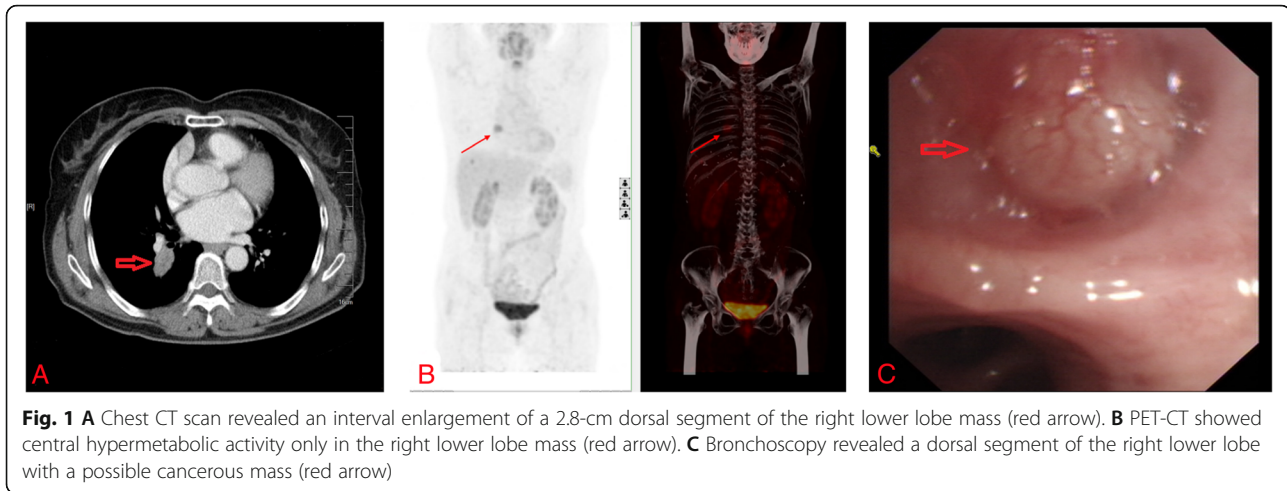 [R]
16cm
A
B
C
Fig. 1 A Chest CT scan revealed an interval enlargement of a 2.8-cm dorsal segment of the right lower lobe mass (red arrow). B PET-CT showed
central hypermetabolic activity only in the right lower lobe mass (red arrow). C Bronchoscopy revealed a dorsal segment of the right lower lobe
with a possible cancerous mass (red arrow)